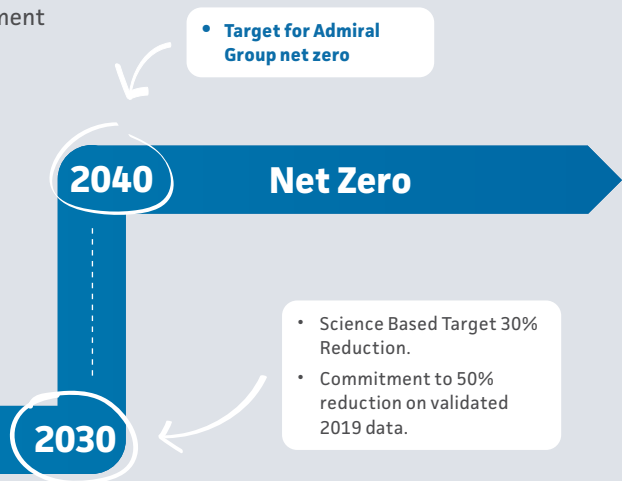 • Target for Admiral
Group net zero
2040
Net Zero
• Science Based Target 30%
Reduction.
• Commitment to 50%
reduction on validated
2019 data.
2030